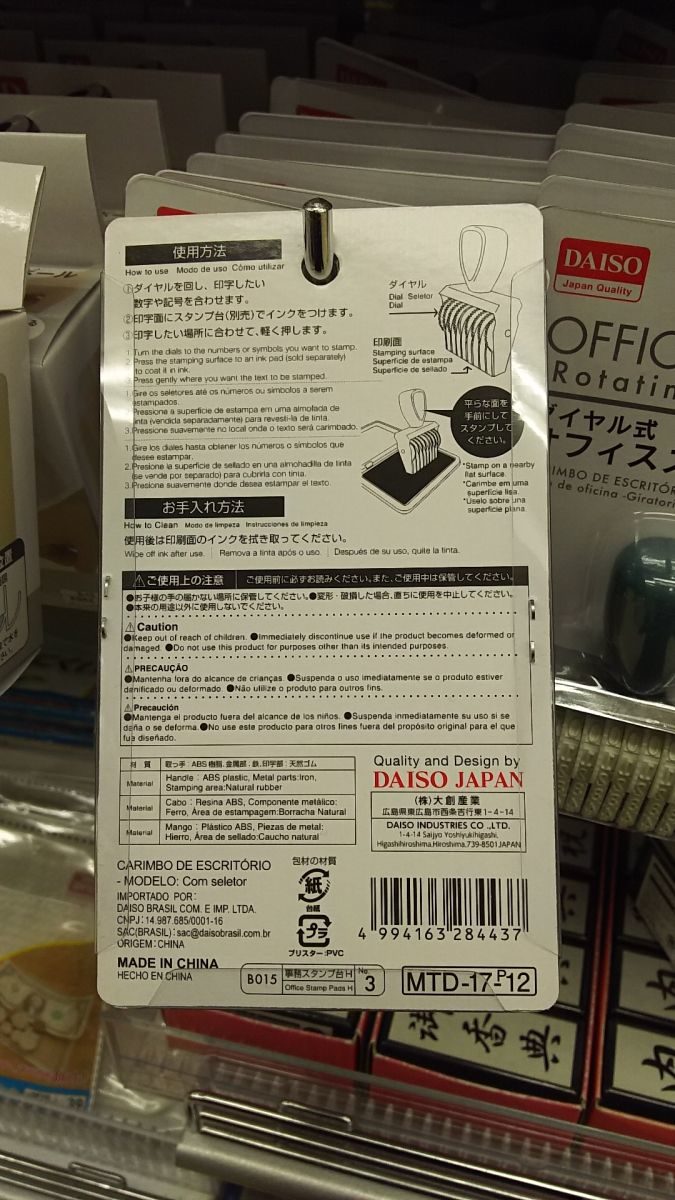 使用方法
How to use Modo de uso Cómo utilizar
①ダイヤルを回し、印字したい
数字や記号を合わせます。
②印字面にスタンプ台(別売)でインクをつけます。
③印字したい場所に合わせて、軽く押します。
1.Turn the dials to the numbers or symbols you want to stamp.
2.Press the stamping surface to an ink pad (sold separately)
to coat it in ink.
3.Press gently where you want the text to be stamped.
1.Gire os seletores até os números ou símbolos a serem
estampados.
2.Pressione a superfície de estampa em uma almofada de
tinta (vendida separadamente) para revesti-la de tinta.
3.Pressione suavemente no local onde o texto será carimbado.
1.Gire los diales hasta obtener los números o símbolos que
desee estampar.
2.Presione la superficie de sellado en una almohadilla de tinta
(se vende por separado) para cubrirla con tinta.
3.Presione suavemente donde desea estampar el texto.
ダイヤル
Dial Seletor
Dial
印刷面
Stamping surface
Superfície de estampa
Superficie de sellado
平らな面を
手前にして
スタンプして
ください。
*Stamp on a nearby
flat surface.
*Carimbe em uma
superfície lisa.
*Úselo sobre una
superficie plana.
お手入れ方法
How to Clean Modo de limpeza Instrucciones de limpieza
使用後は印刷面のインクを拭き取ってください。
Wipe off ink after use. Remova a tinta após o uso. Después de su uso, quite la tinta.
⚠ご使用上の注意 ご使用前に必ずお読みください。また、ご使用中は保管してください。
●お子様の手の届かない場所に保管してください。●変形・破損した場合、直ちに使用を中止してください。
●本来の用途以外に使用しないでください。
⚠Caution
●Keep out of reach of children. ●Immediately discontinue use if the product becomes deformed or
damaged. ●Do not use this product for purposes other than its intended purposes.
⚠PRECAUÇÃO
●Mantenha fora do alcance de crianças. ●Suspenda o uso imediatamente se o produto estiver
danificado ou deformado. ●Não utilize o produto para outros fins.
⚠Precaución
●Mantenga el producto fuera del alcance de los niños. ●Suspenda inmediatamente su uso si se
daña o se deforma. ●No use este producto para otros fines fuera del propósito original para el que
fue diseñado.
材質 取っ手:ABS樹脂、金属部:鉄、印字部:天然ゴム
Material Handle : ABS plastic, Metal parts:Iron,
Stamping area:Natural rubber
Material Cabo : Resina ABS, Componente metálico:
Ferro, Área de estampagem:Borracha Natural
Material Mango : Plástico ABS, Piezas de metal:
Hierro, Área de sellado:Caucho natural
Quality and Design by
DAISO JAPAN
(株)大創産業
広島県東広島市西条吉行東1-4-14
DAISO INDUSTRIES CO .,LTD.
1-4-14 Saijyo Yoshiyukihigashi,
Higashihiroshima,Hiroshima,739-8501 JAPAN
CARIMBO DE ESCRITÓRIO
- MODELO: Com seletor
IMPORTADO POR:
DAISO BRASIL COM. E IMP. LTDA.
CNPJ:14.987.685/0001-16
SAC(BRASIL):sac@daisobrasil.com.br
ORIGEM:CHINA
MADE IN CHINA
HECHO EN CHINA
包材の材質
紙
台紙
プラ
ブリスター:PVC
4 994163 284437
B015 事務スタンプ台H No. 3
Office Stamp Pads H
MTD-17-P12
DAISO
Japan Quality
OFFIC
Rotatin
ダイヤル式
オフィス
IMBO DE ESCRITÓR
de oficina -Giratori